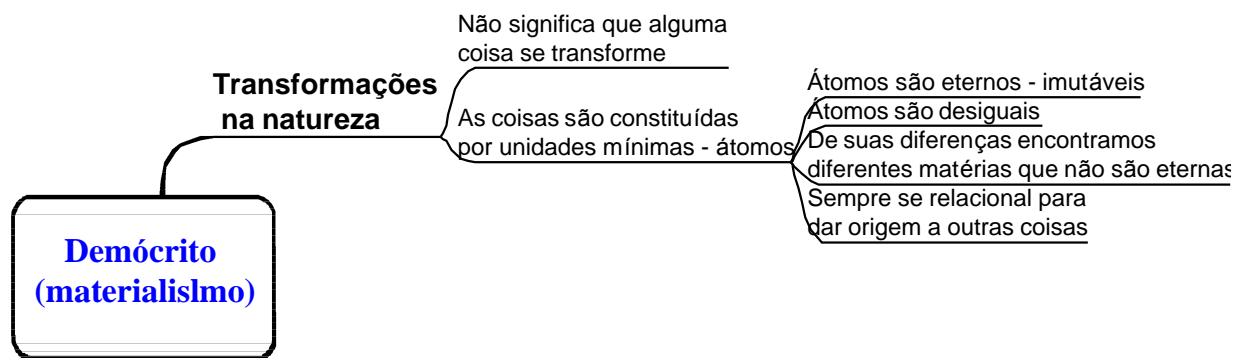 Não significa que alguma
coisa se transforme
Transformações
na natureza
As coisas são constituídas
por unidades mínimas - átomos
Átomos são eternos - imutáveis
Átomos são desiguais
De suas diferenças encontramos
diferentes matérias que não são eternas
Sempre se relacional para
dar origem a outras coisas
Demócrito
(materialislmo)